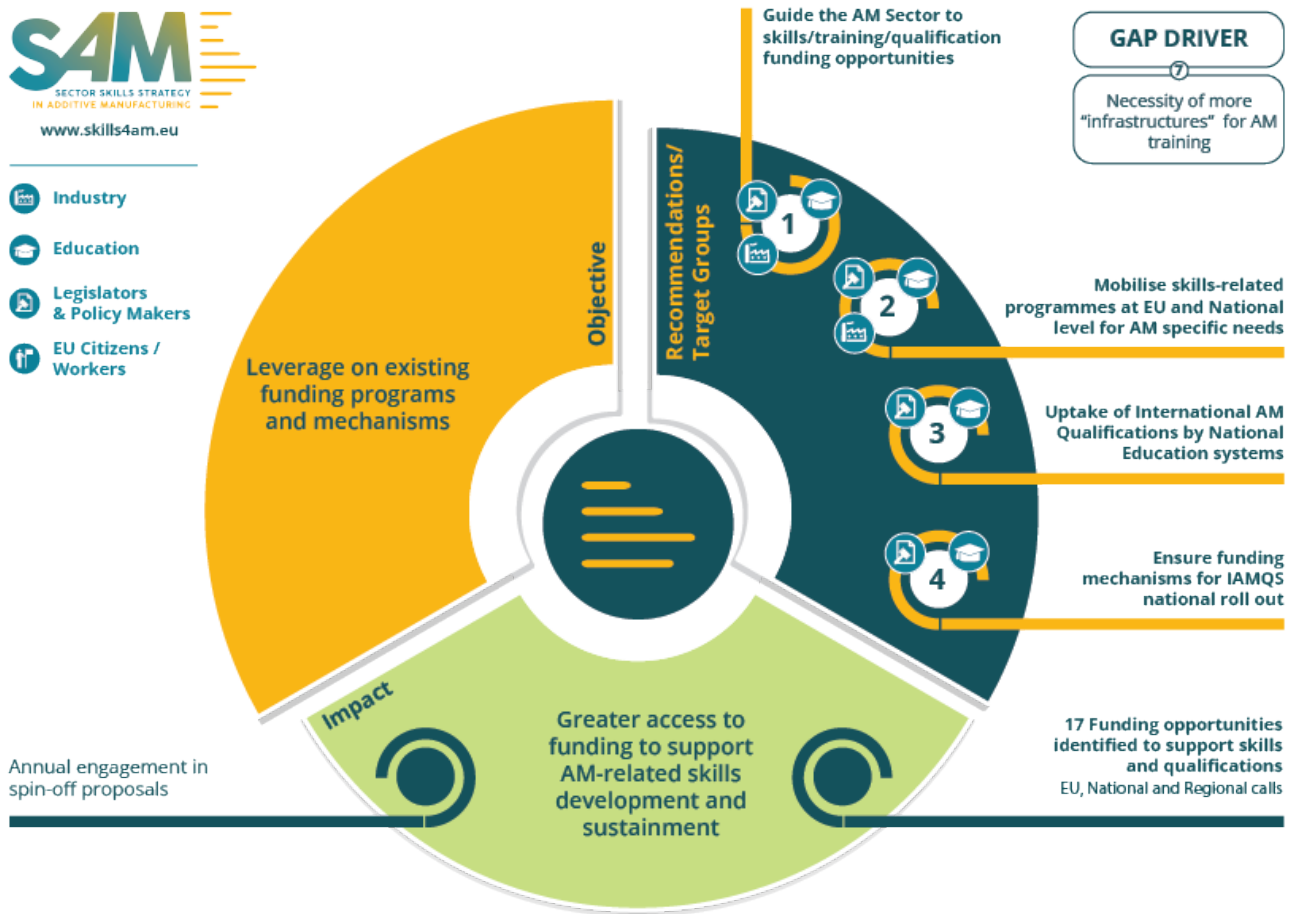 SAM
SECTOR SKILLS STRATEGY
IN ADDITIVE MANUFACTURING
www.skills4am.eu
Industry
Education
Legislators
& Policy Makers
EU Citizens /
Workers
Guide the AM Sector to
skills/training/qualification
funding opportunities
GAP DRIVER
7
Necessity of more
“infrastructures” for AM
training
Objective
Leverage on existing
funding programs
and mechanisms
Recommendations/
Target Groups
1
2
Mobilise skills-related
programmes at EU and National
level for AM specific needs
3
Uptake of International AM
Qualifications by National
Education systems
4
Ensure funding
mechanisms for IAMQS
national roll out
Impact
Greater access to
funding to support
AM-related skills
development and
sustainment
Annual engagement in
spin-off proposals
17 Funding opportunities
identified to support skills
and qualifications
EU, National and Regional calls